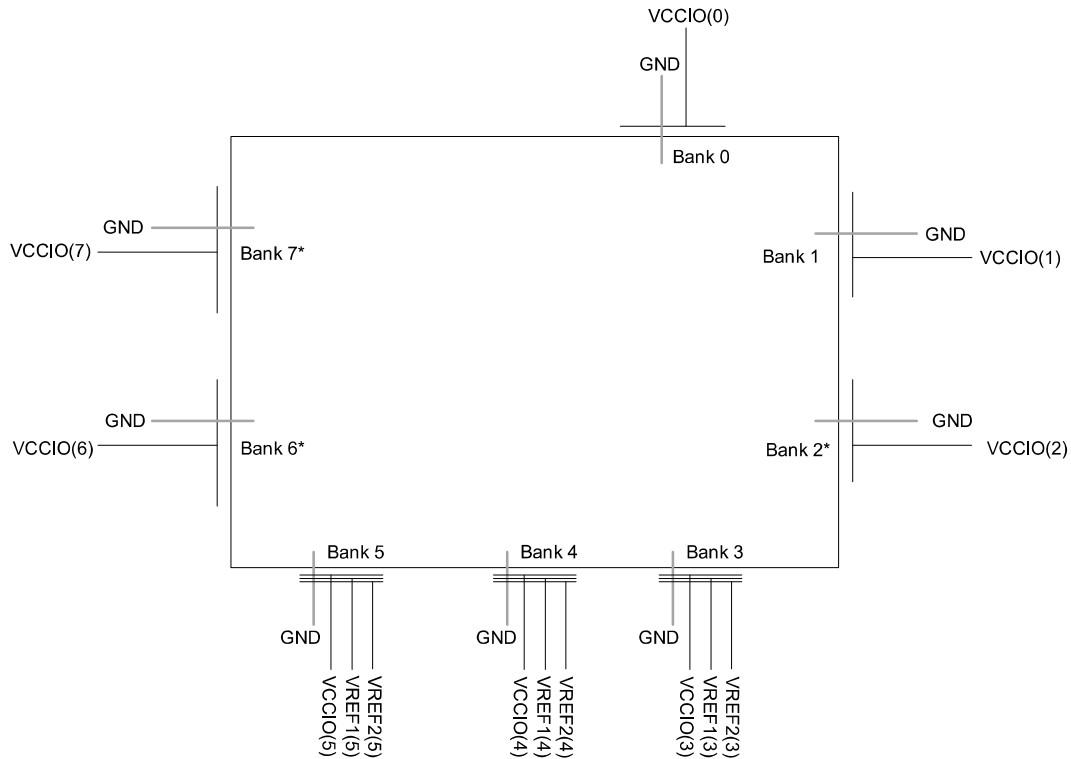 VCCIO(0)
GND
Bank 0
GND
VCCIO(7)
Bank 7*
GND
Bank 1
VCCIO(1)
GND
VCCIO(6)
Bank 6*
GND
Bank 2*
VCCIO(2)
Bank 5
Bank 4
Bank 3
GND
GND
GND
VCCIO(5)
VREF1(5)
VREF2(5)
VCCIO(4)
VREF1(4)
VREF2(4)
VCCIO(3)
VREF1(3)
VREF2(3)